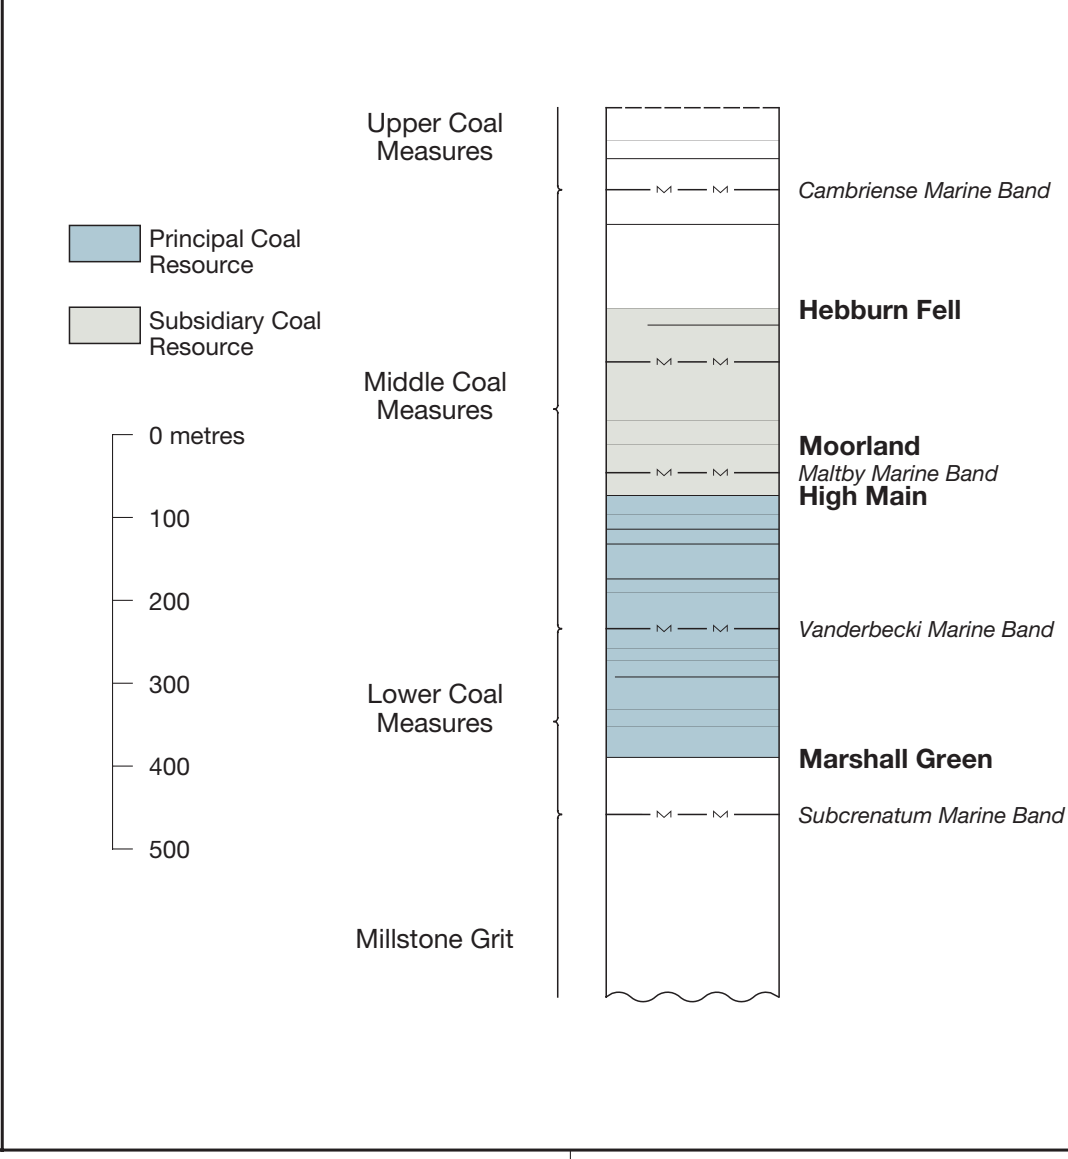 Upper Coal
Measures
Cambriense Marine Band
Principal Coal
Resource
Subsidiary Coal
Resource
Hebburn Fell
Middle Coal
Measures
0 metres
100
200
300
400
500
Moorland
Maltby Marine Band
High Main
Vanderbecki Marine Band
Lower Coal
Measures
Marshall Green
Subcrenatum Marine Band
Millstone Grit